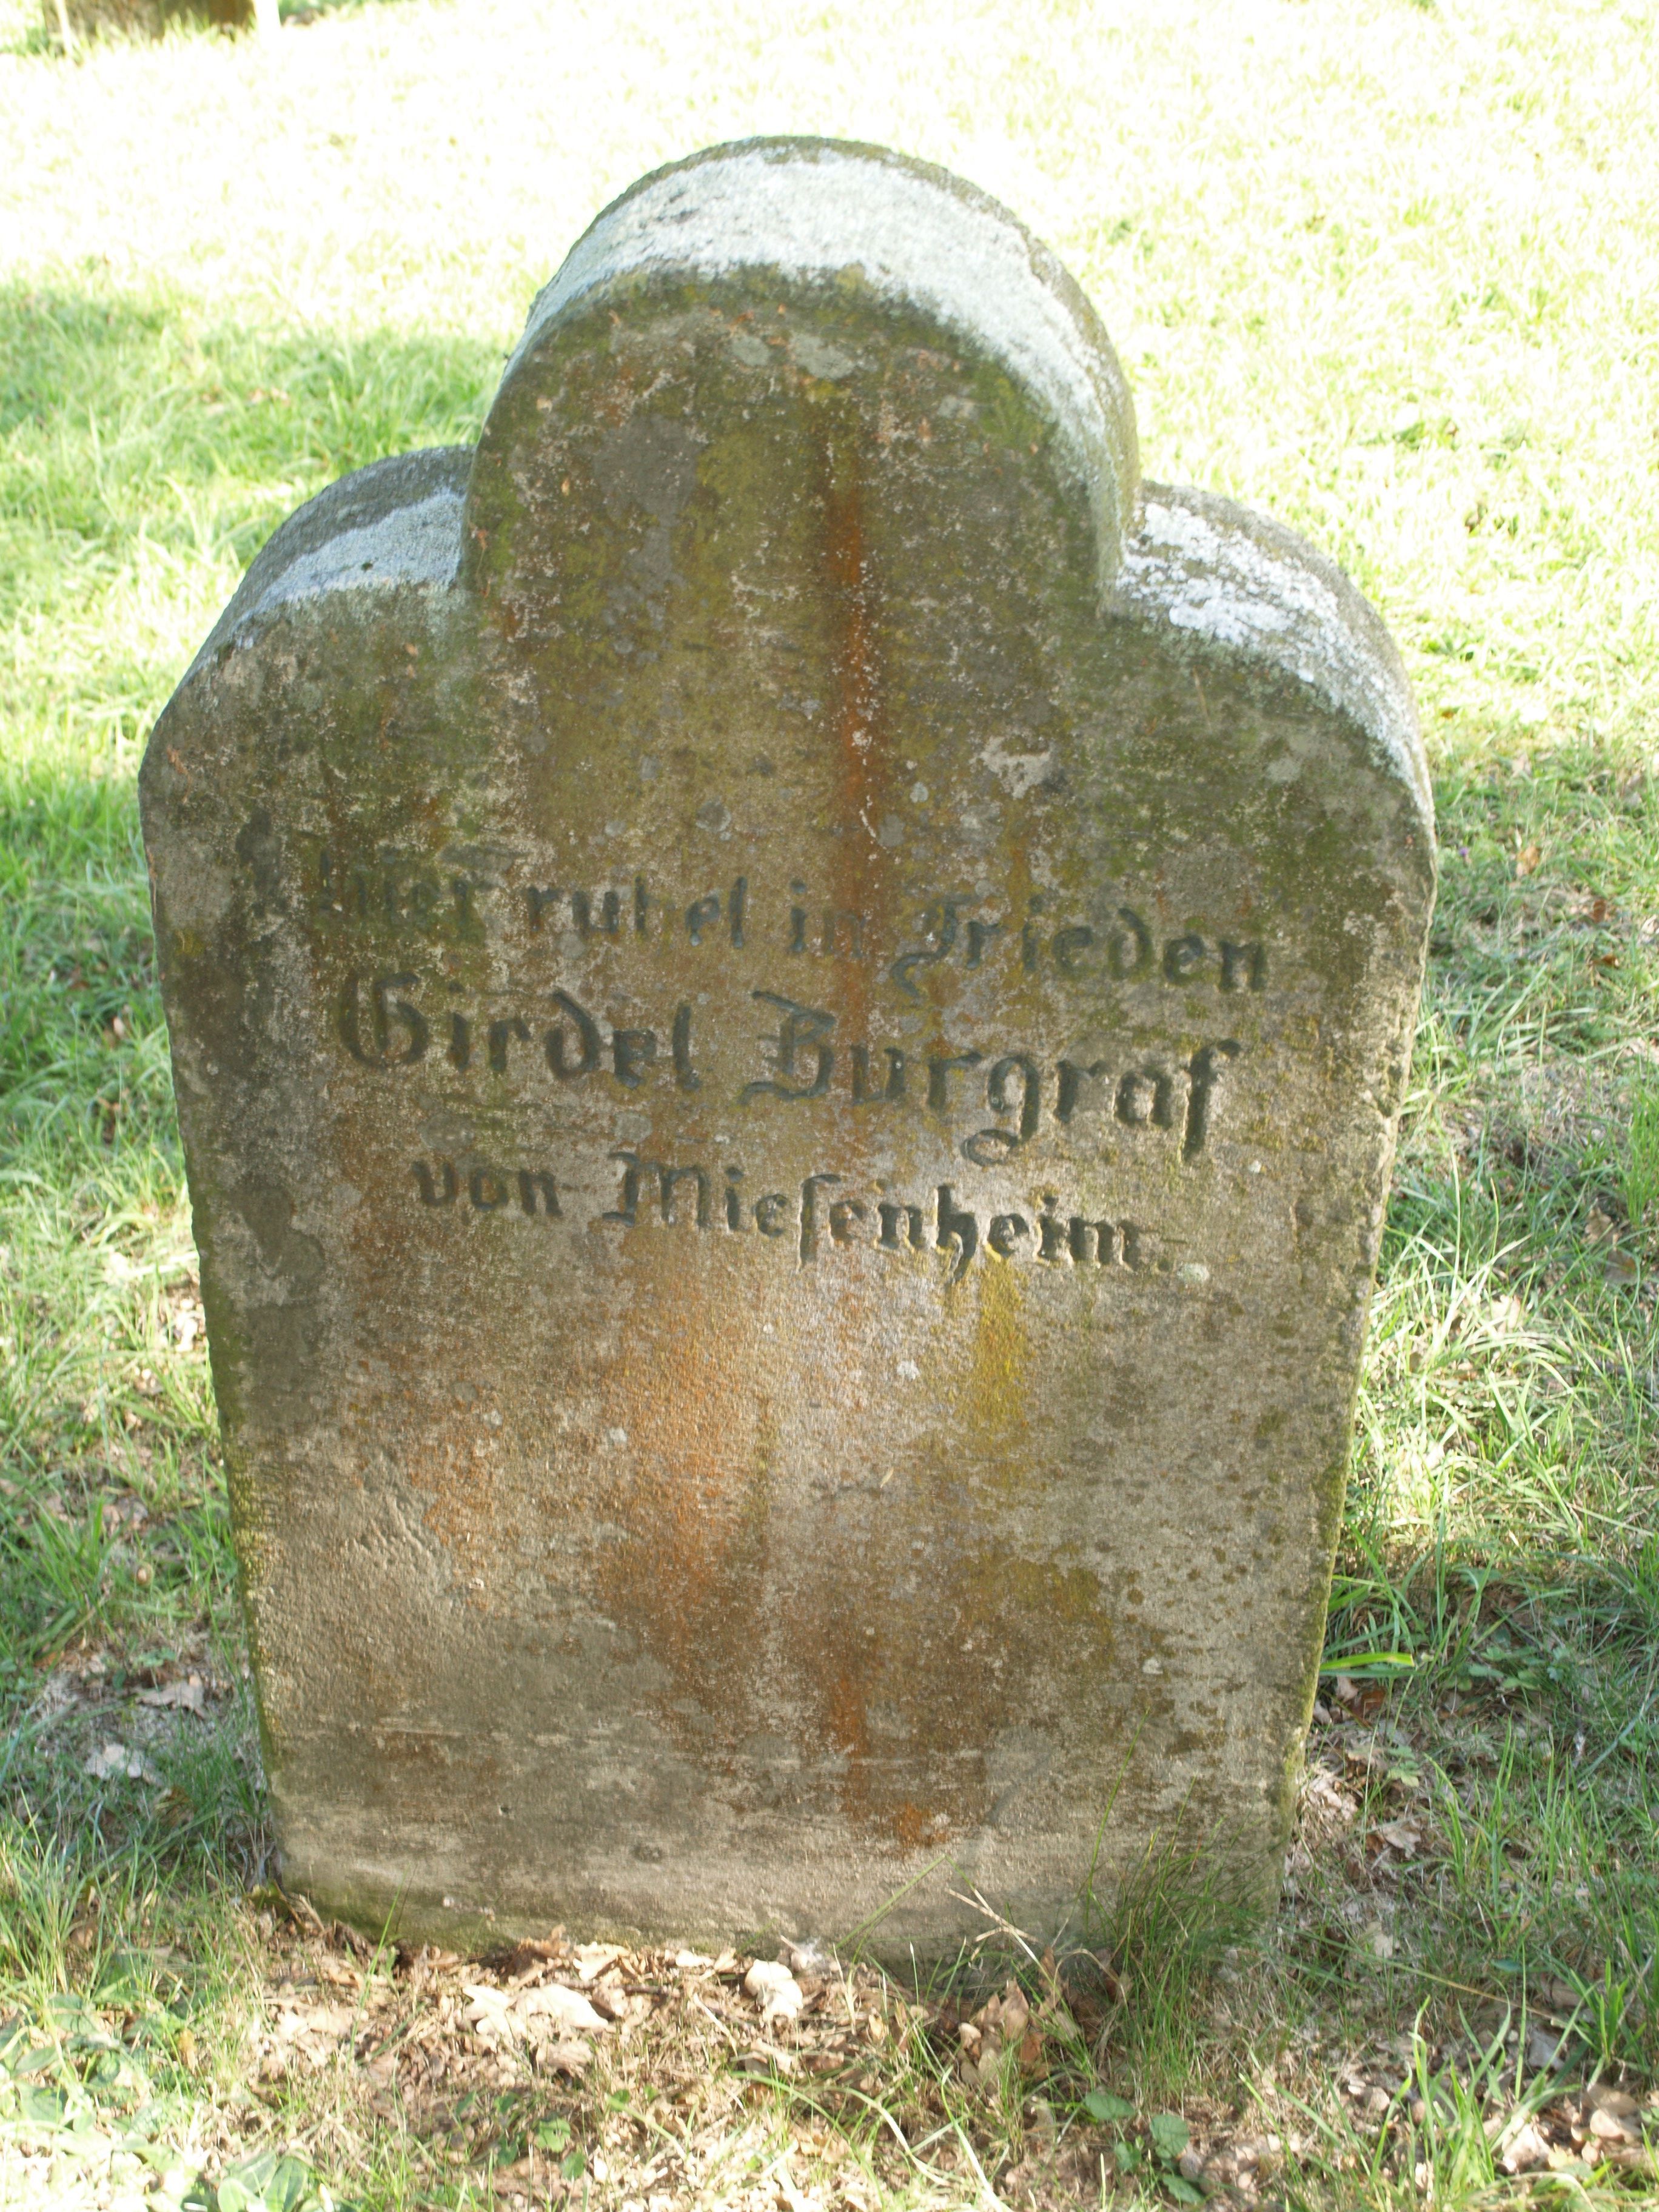 Hier ruhet in Frieden
Girdel Burgraf
von Miesenheim.